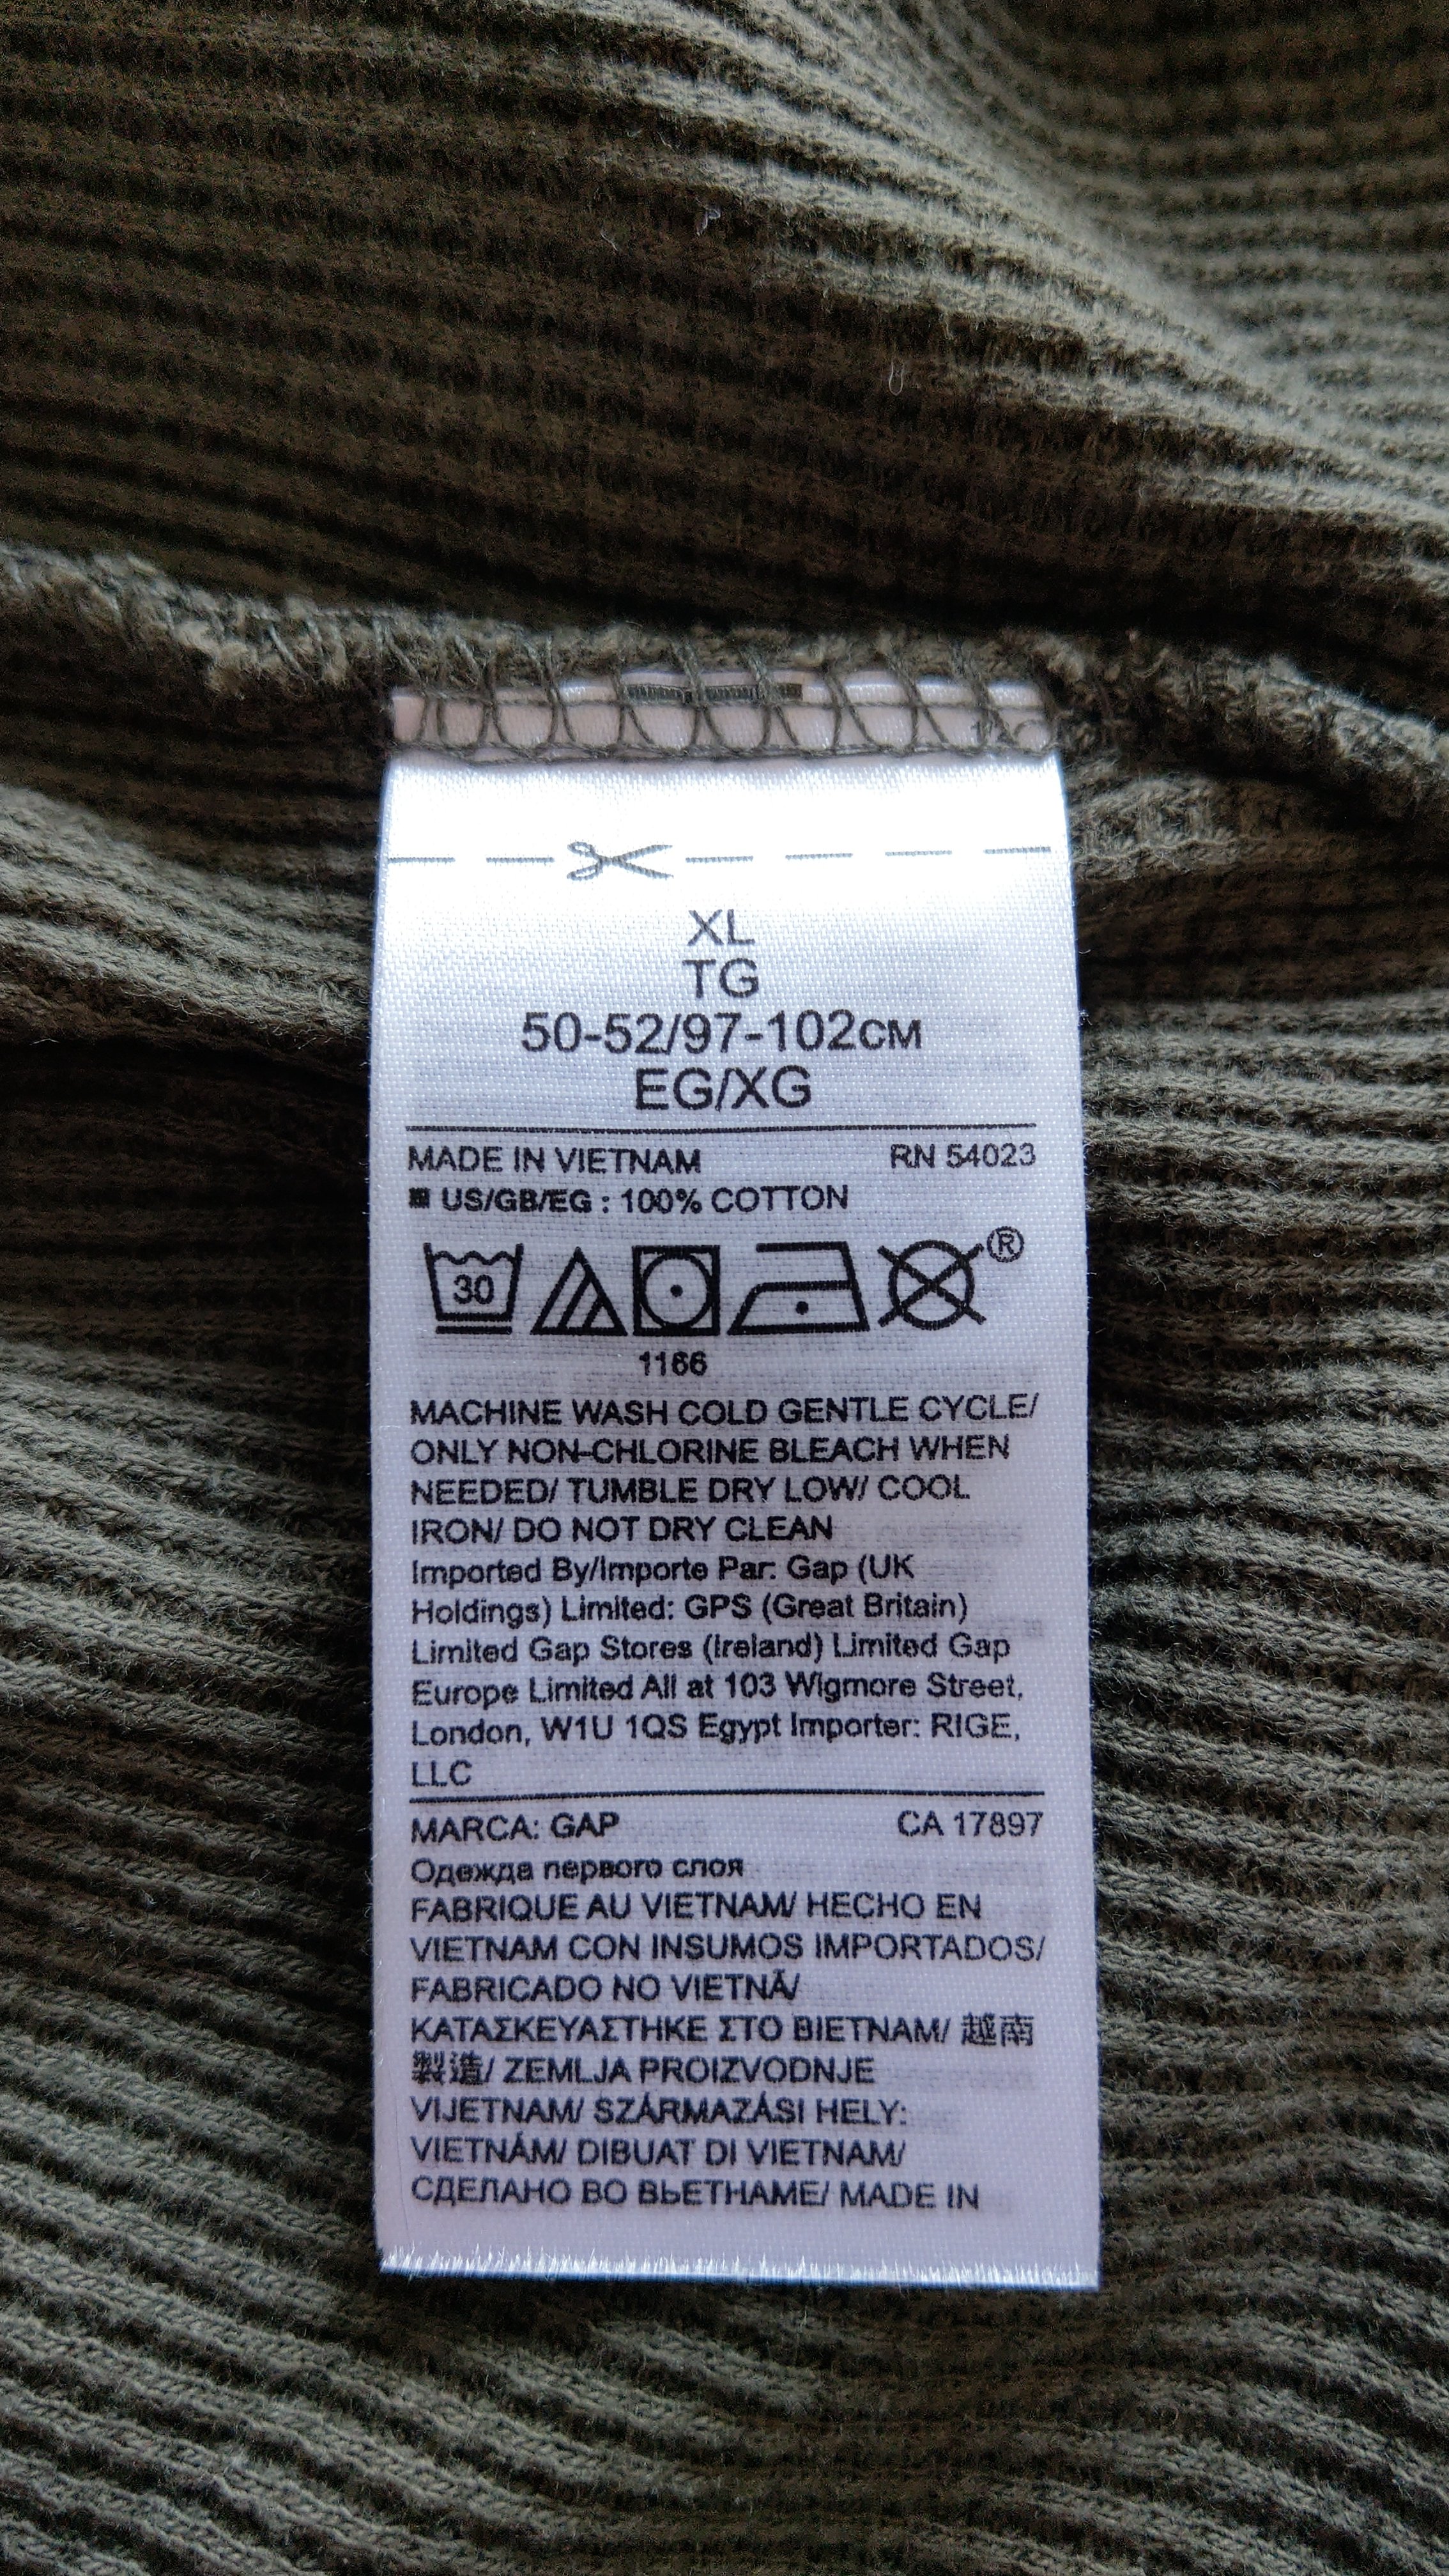 XL
TG
50-52/97-102CM
EG/XG
MADE IN VIETNAM RN 54023
US/GB/EG : 100% COTTON
30 ®
1166
MACHINE WASH COLD GENTLE CYCLE/
ONLY NON-CHLORINE BLEACH WHEN
NEEDED/ TUMBLE DRY LOW/ COOL
IRON/ DO NOT DRY CLEAN
Imported By/Importe Par: Gap (UK
Holdings) Limited: GPS (Great Britain)
Limited Gap Stores (Ireland) Limited Gap
Europe Limited All at 103 Wigmore Street,
London, W1U 1QS Egypt Importer: RIGE,
LLC
MARCA: GAP CA 17897
Одежда первого слоя
FABRIQUE AU VIETNAM/ HECHO EN
VIETNAM CON INSUMOS IMPORTADOS/
FABRICADO NO VIETNÃ/
ΚΑΤΑΣΚΕΥΑΣΤΗΚΕ ΣΤΟ ΒΙΕΤΝΑΜ/ 越南
製造/ ZEMLJA PROIZVODNJE
VIJETNAM/ SZÁRMAZÁSI HELY:
VIETNÁM/ DIBUAT DI VIETNAM/
СДЕЛАНО ВО ВЬЕТНАМЕ/ MADE IN